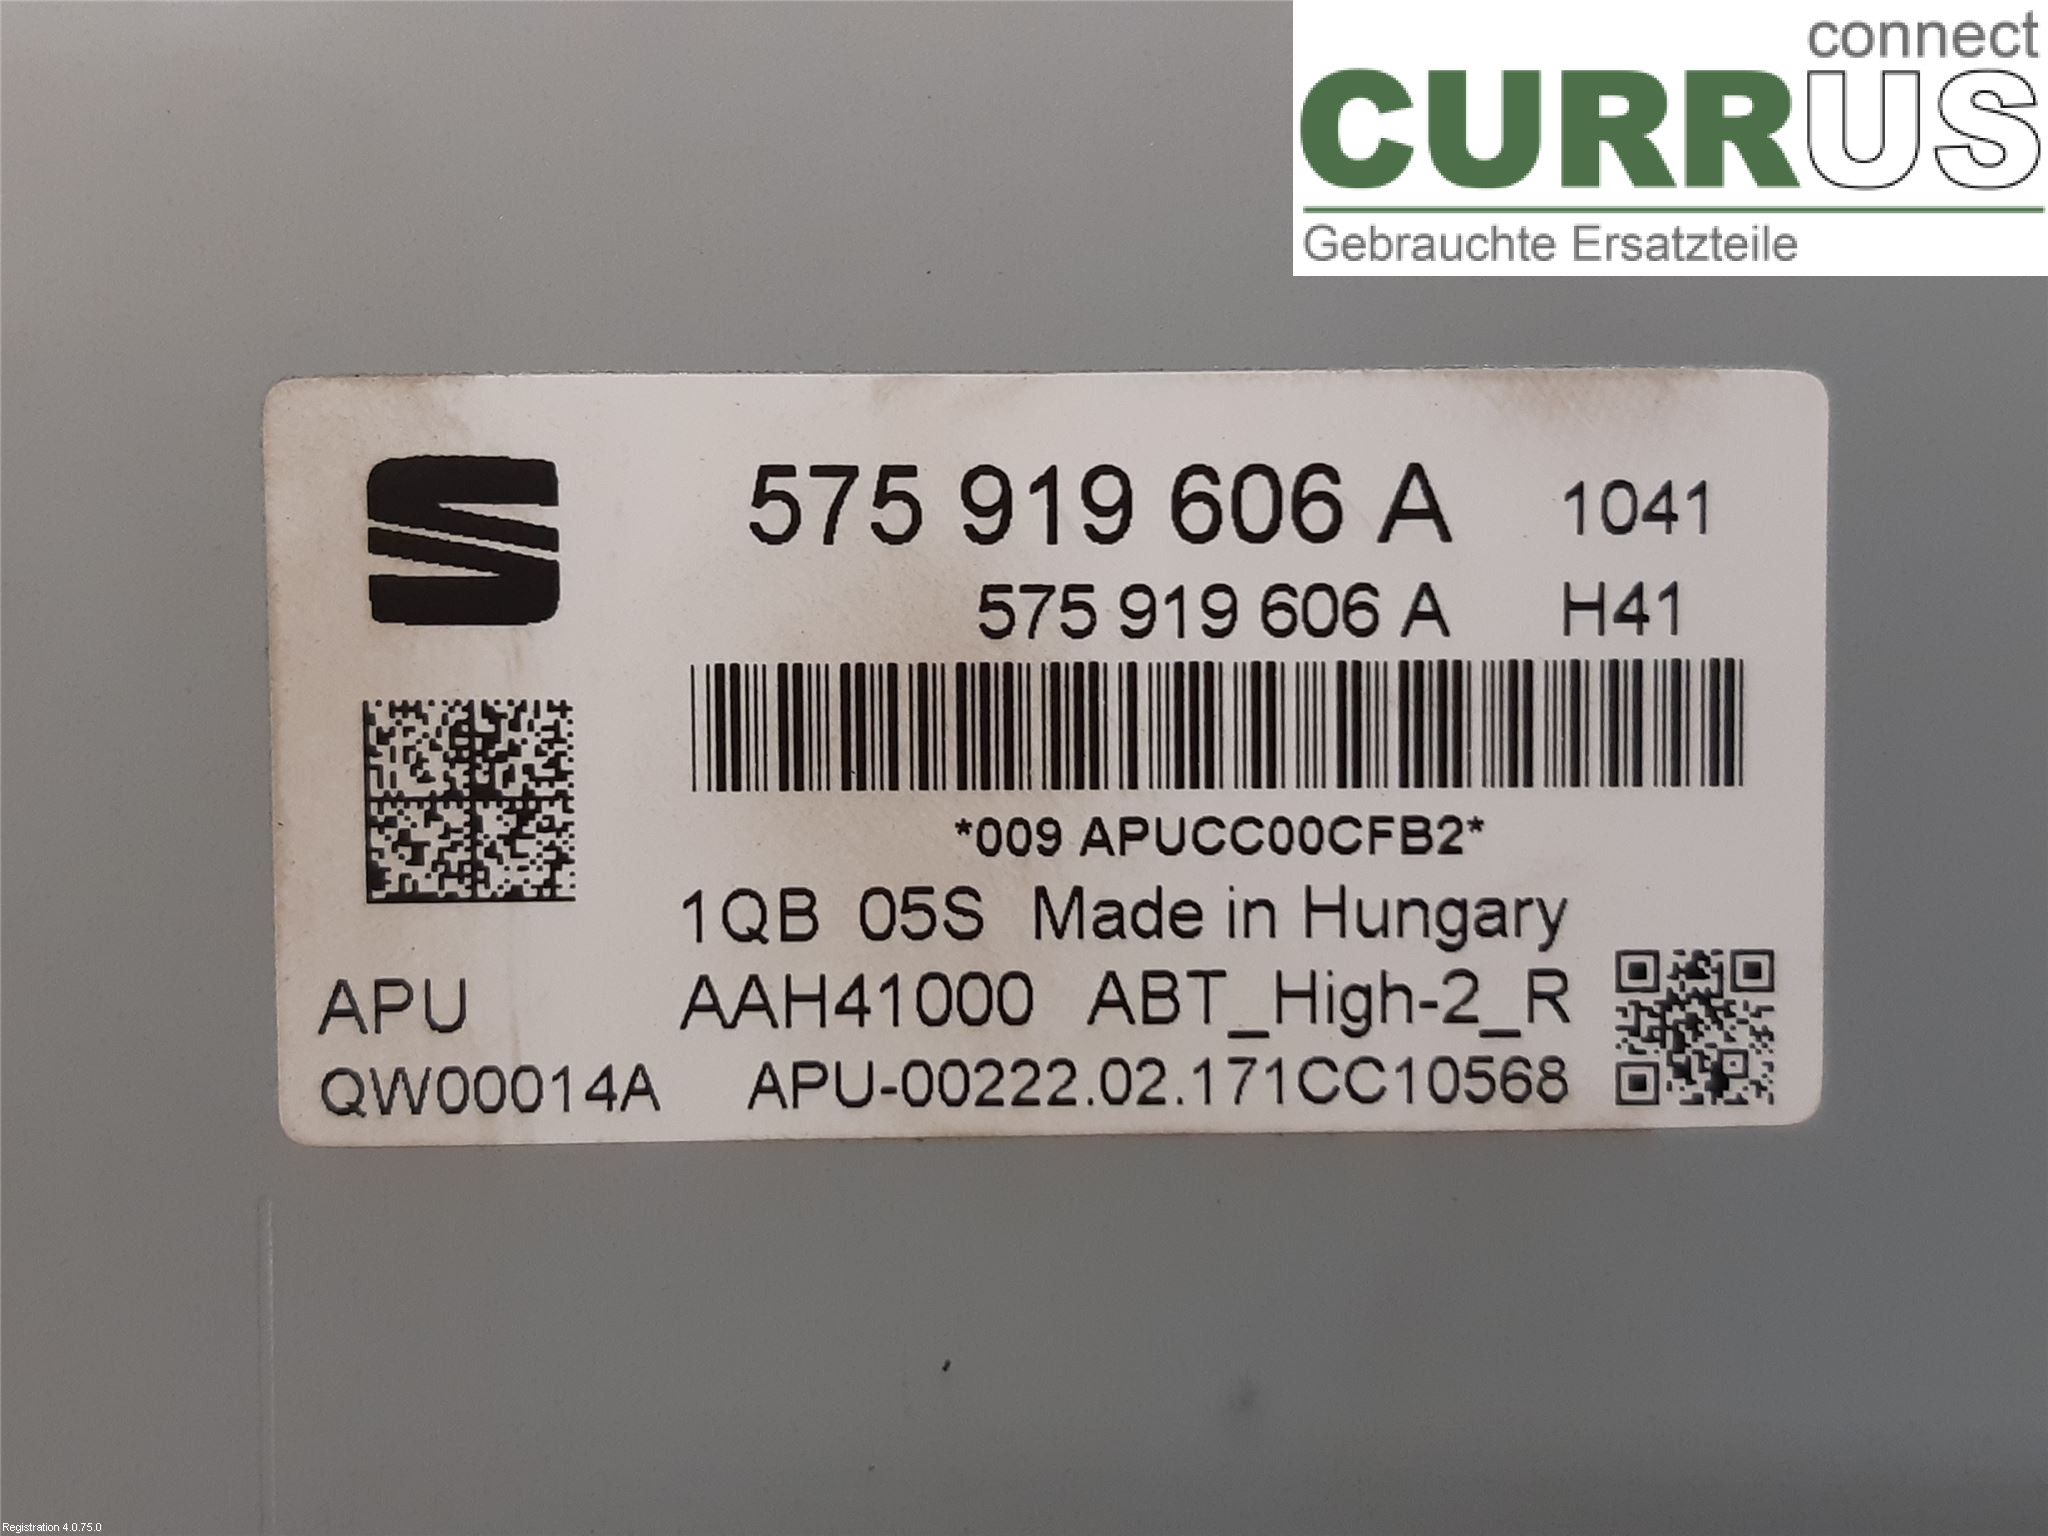 connect
CURRUS
Gebrauchte Ersatzteile
575 919 606 A 1041
575 919 606 A H41
*009 APUCC00CFB2*
1QB 05S Made in Hungary
APU AAH41000 ABT_High-2_R
QW00014A APU-00222.02.171CC10568
Registration 4.0.75.0